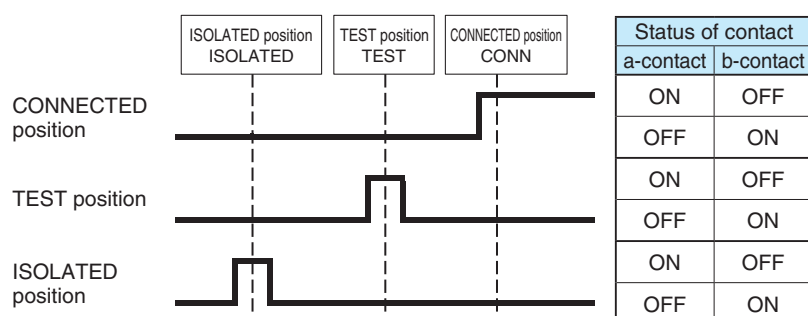 ISOLATED position
ISOLATED
TEST position
TEST
CONNECTED position
CONN
Status of contact
a-contact b-contact
CONNECTED
position
ON OFF
OFF ON
TEST position
ON OFF
OFF ON
ISOLATED
position
ON OFF
OFF ON